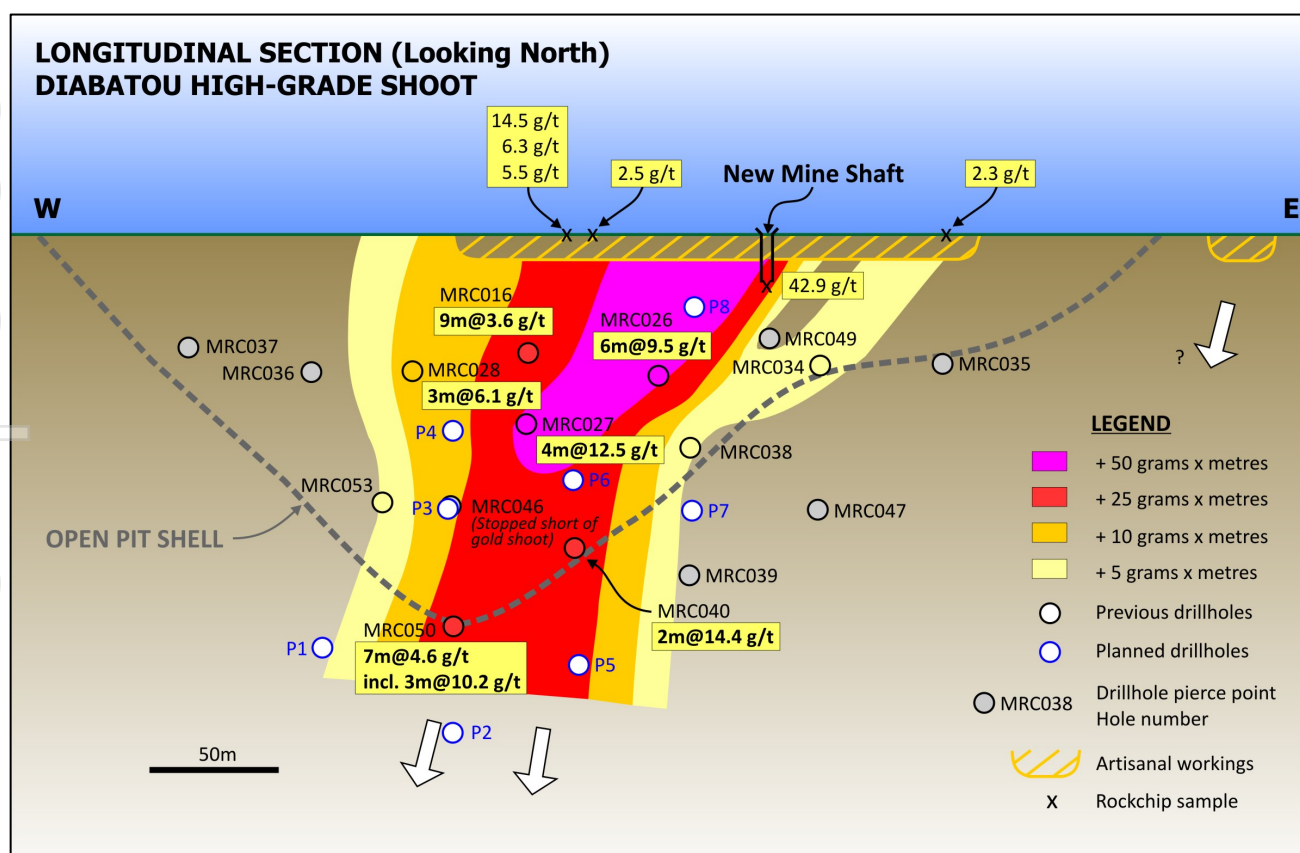 LONGITUDINAL SECTION (Looking North)
DIABATOU HIGH-GRADE SHOOT
14.5 g/t
6.3 g/t
5.5 g/t
2.5 g/t
New Mine Shaft
2.3 g/t
W
E
42.9 g/t
MRC016
9m@3.6 g/t
P8
MRC026
6m@9.5 g/t
MRC037
MRC036
MRC028
3m@6.1 g/t
MRC049
MRC034
MRC035
?
P4
MRC027
4m@12.5 g/t
MRC038
MRC053
P3
MRC046
(Stopped short of
gold shoot)
P6
P7
MRC047
OPEN PIT SHELL
MRC039
MRC040
2m@14.4 g/t
MRC050
7m@4.6 g/t
incl. 3m@10.2 g/t
P1
P5
P2
50m
LEGEND
+ 50 grams x metres
+ 25 grams x metres
+ 10 grams x metres
+ 5 grams x metres
Previous drillholes
Planned drillholes
MRC038
Drillhole pierce point
Hole number
Artisanal workings
x
Rockchip sample